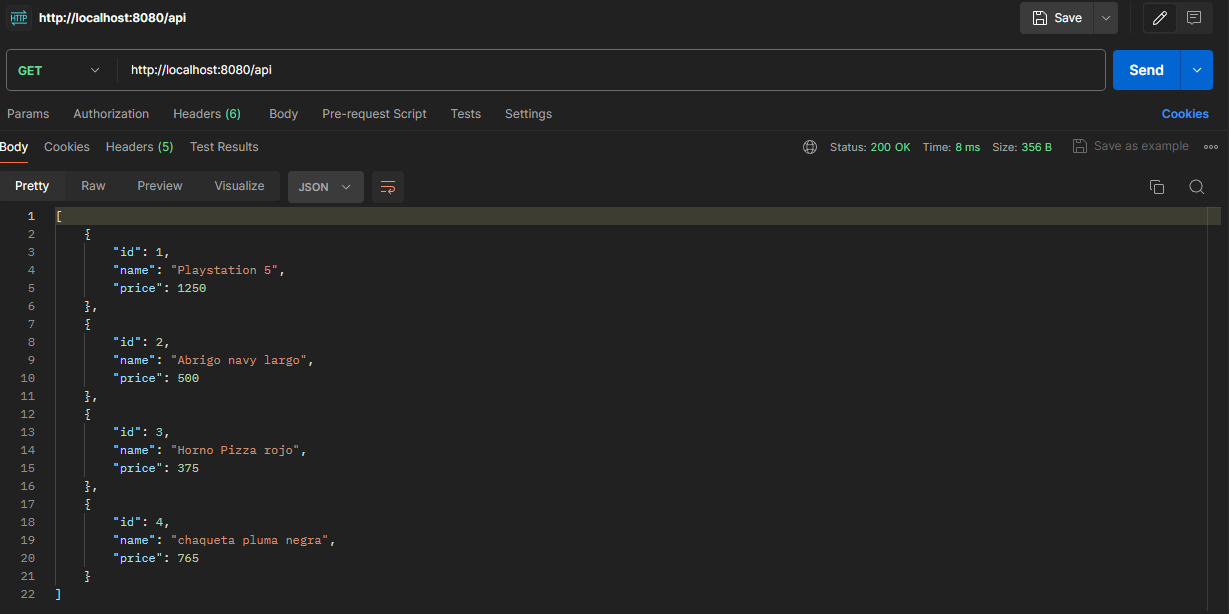 HTTP http://localhost:8080/api Save
GET http://localhost:8080/api Send
Params Authorization Headers (6) Body Pre-request Script Tests Settings Cookies
Body Cookies Headers (5) Test Results Status: 200 OK Time: 8 ms Size: 356 B Save as example
Pretty Raw Preview Visualize JSON
1 [
2 {
3 "id": 1,
4 "name": "Playstation 5",
5 "price": 1250
6 },
7 {
8 "id": 2,
9 "name": "Abrigo navy largo",
10 "price": 500
11 },
12 {
13 "id": 3,
14 "name": "Horno Pizza rojo",
15 "price": 375
16 },
17 {
18 "id": 4,
19 "name": "chaqueta pluma negra",
20 "price": 765
21 }
22 ]